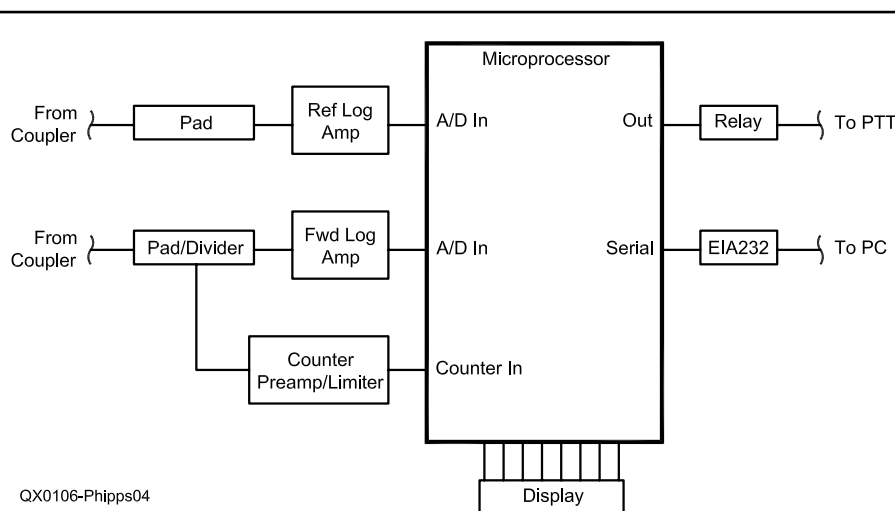 Microprocessor
From
Coupler
Pad
Ref Log
Amp
A/D In
Out
Relay
To PTT
From
Coupler
Pad/Divider
Fwd Log
Amp
A/D In
Serial
EIA232
To PC
Counter
Preamp/Limiter
Counter In
QX0106-Phipps04
Display